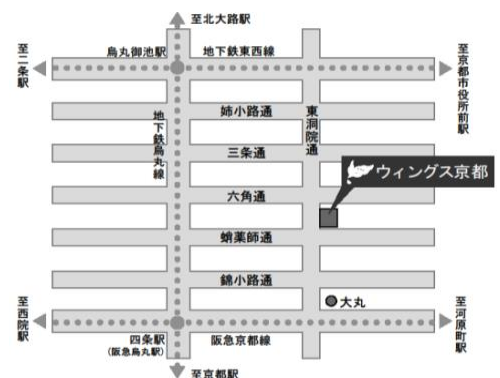 至北大路駅
烏丸御池駅
地下鉄東西線
至二条駅
至京都市役所前駅
地下鉄烏丸線
姉小路通
東洞院通
三条通
ウィングス京都
六角通
蛸薬師通
錦小路通
大丸
至西院駅
至河原町駅
四条駅
(阪急烏丸駅)
阪急京都線
至京都駅